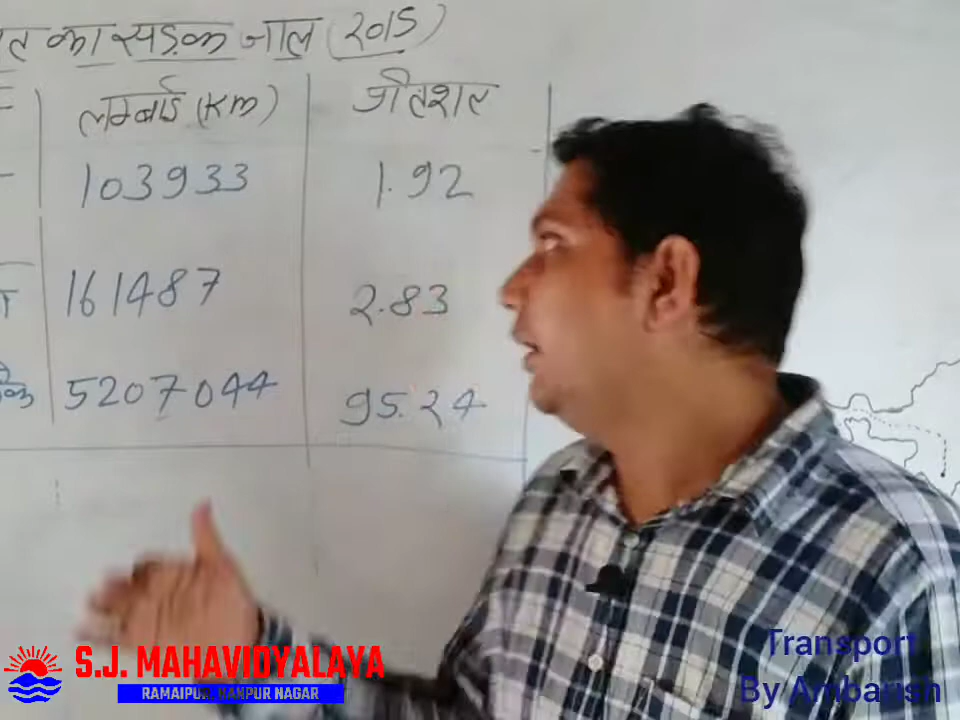 का सड़क जाल (2015)
लम्बाई (Km) प्रतिशत
103933 1.92
161487 2.83
5207044 95.24
S.J. MAHAVIDYALAYA
RAMAIPUR, KANPUR NAGAR
Transport
By Ambarish